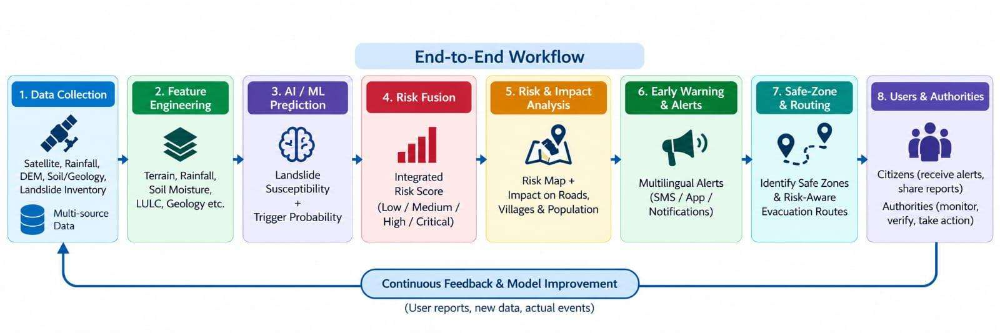 End-to-End Workflow
1. Data Collection
Satellite, Rainfall,
DEM, Soil/Geology,
Landslide Inventory
Multi-source
Data
2. Feature
Engineering
Terrain, Rainfall,
Soil Moisture,
LULC, Geology etc.
3. AI / ML
Prediction
Landslide
Susceptibility
+
Trigger Probability
4. Risk Fusion
Integrated
Risk Score
(Low / Medium /
High / Critical)
5. Risk & Impact
Analysis
Risk Map +
Impact on Roads,
Villages & Population
6. Early Warning
& Alerts
Multilingual Alerts
(SMS / App /
Notifications)
7. Safe-Zone
& Routing
Identify Safe Zones
& Risk-Aware
Evacuation Routes
8. Users & Authorities
Citizens (receive alerts,
share reports)
Authorities (monitor,
verify, take action)
Continuous Feedback & Model Improvement
(User reports, new data, actual events)